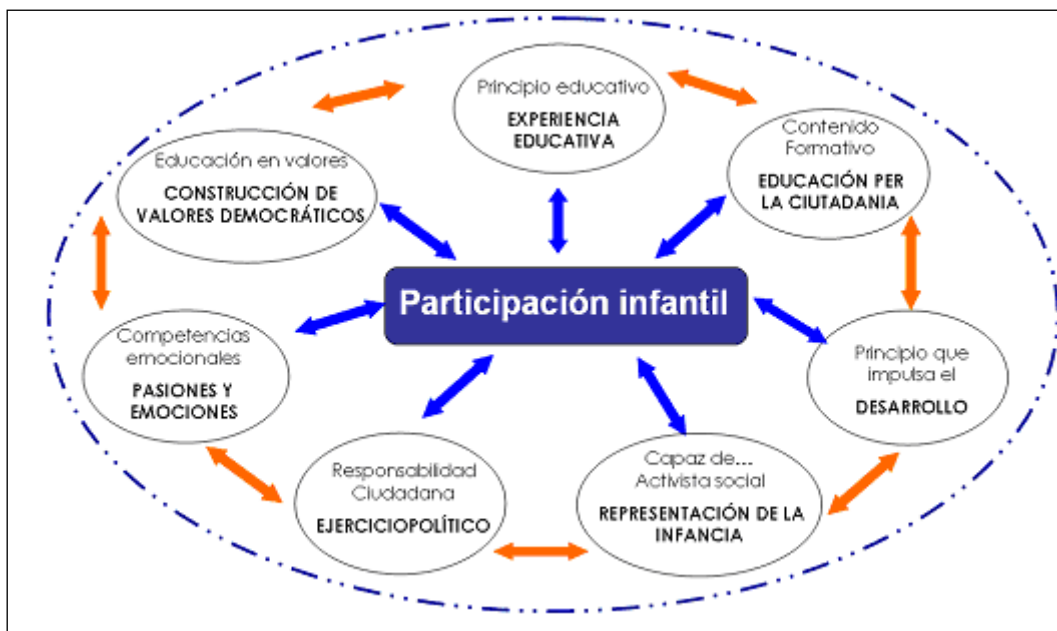 Principio educativo
EXPERIENCIA
EDUCATIVA
Contenido
Formativo
EDUCACIÓN PER
LA CIUTADANIA
Educación en valores
CONSTRUCCIÓN DE
VALORES DEMOCRÁTICOS
Participación infantil
Competencias
emocionales
PASIONES Y
EMOCIONES
Principio que
impulsa el
DESARROLLO
Responsabilidad
Ciudadana
EJERCICIOPOLÍTICO
Capaz de...
Activista social
REPRESENTACIÓN DE LA
INFANCIA